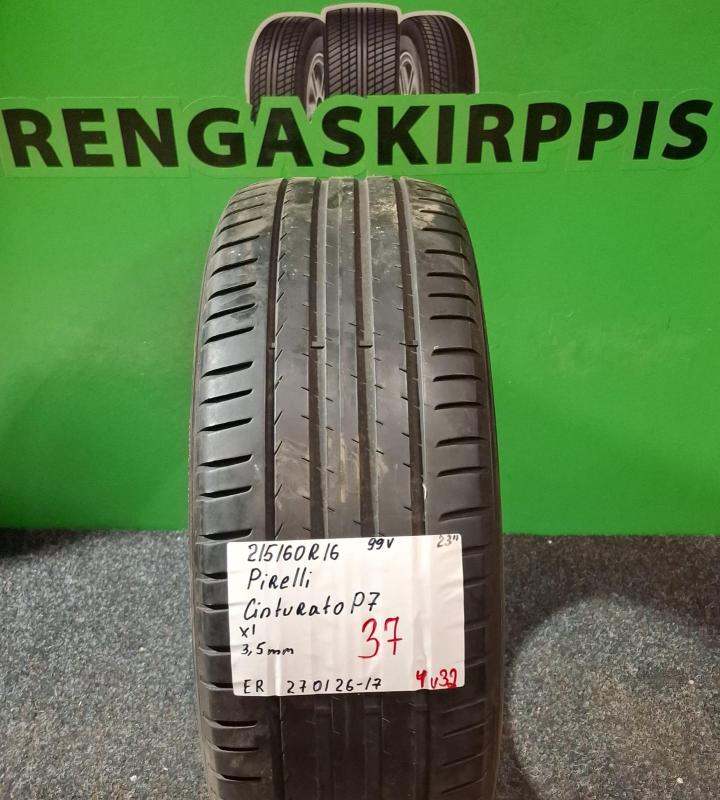 RENGASKIRPPIS
215/60R16 99V 23"
Pirelli
Cinturato P7
x1 37
3,5mm
ER 270126-17 4v32